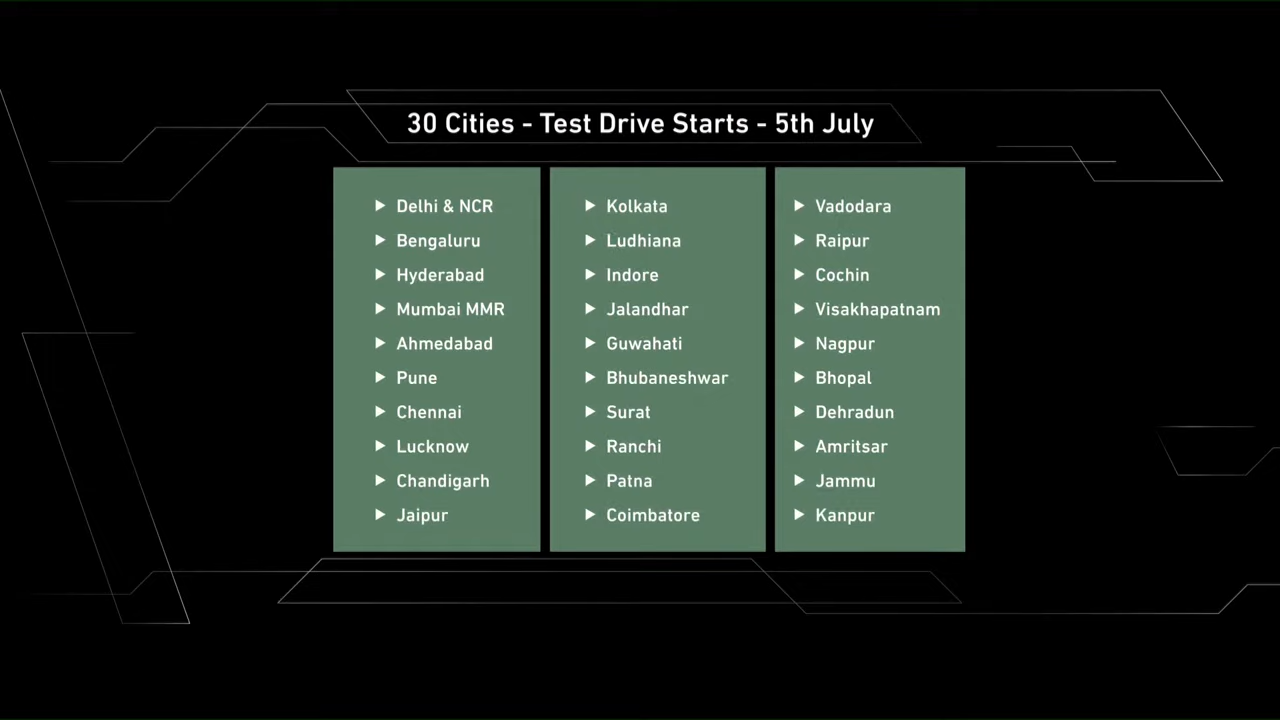 30 Cities - Test Drive Starts - 5th July
Delhi & NCR
Bengaluru
Hyderabad
Mumbai MMR
Ahmedabad
Pune
Chennai
Lucknow
Chandigarh
Jaipur
Kolkata
Ludhiana
Indore
Jalandhar
Guwahati
Bhubaneshwar
Surat
Ranchi
Patna
Coimbatore
Vadodara
Raipur
Cochin
Visakhapatnam
Nagpur
Bhopal
Dehradun
Amritsar
Jammu
Kanpur